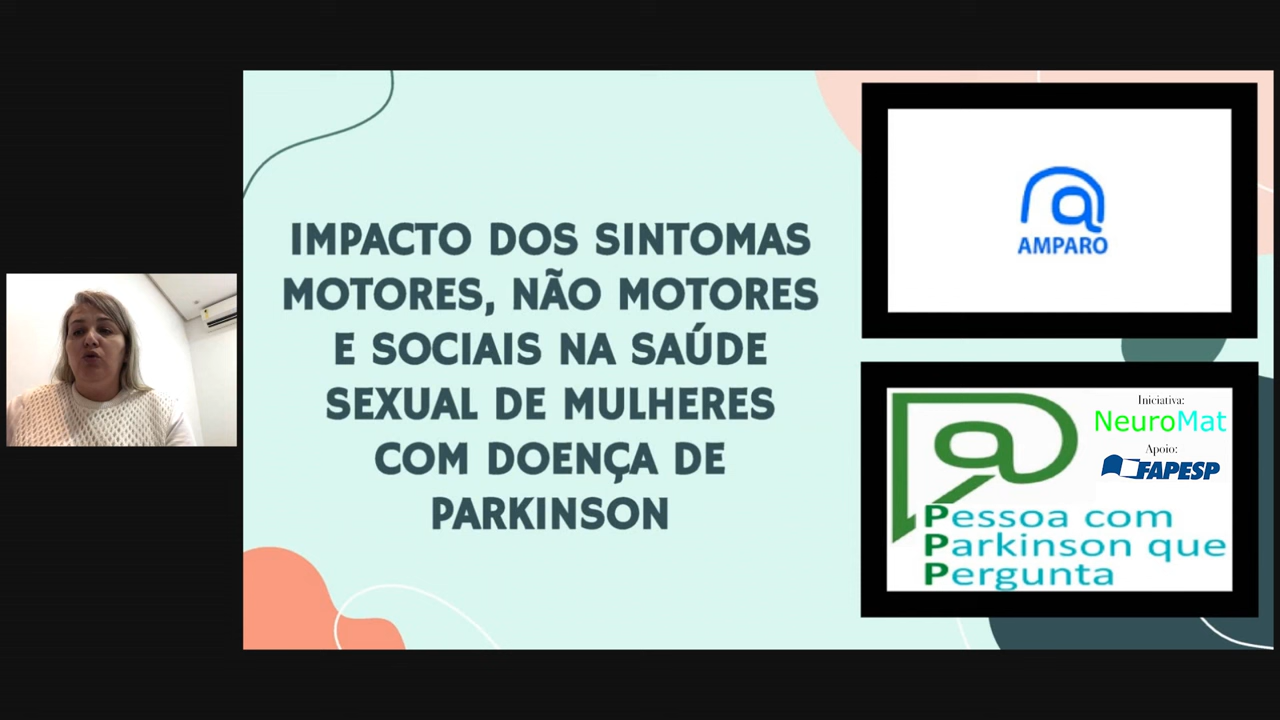 IMPACTO DOS SINTOMAS
MOTORES, NÃO MOTORES
E SOCIAIS NA SAÚDE
SEXUAL DE MULHERES
COM DOENÇA DE
PARKINSON
AMPARO
Iniciativa:
NeuroMat
Apoio:
FAPESP
Pessoa com
Parkinson que
Pergunta